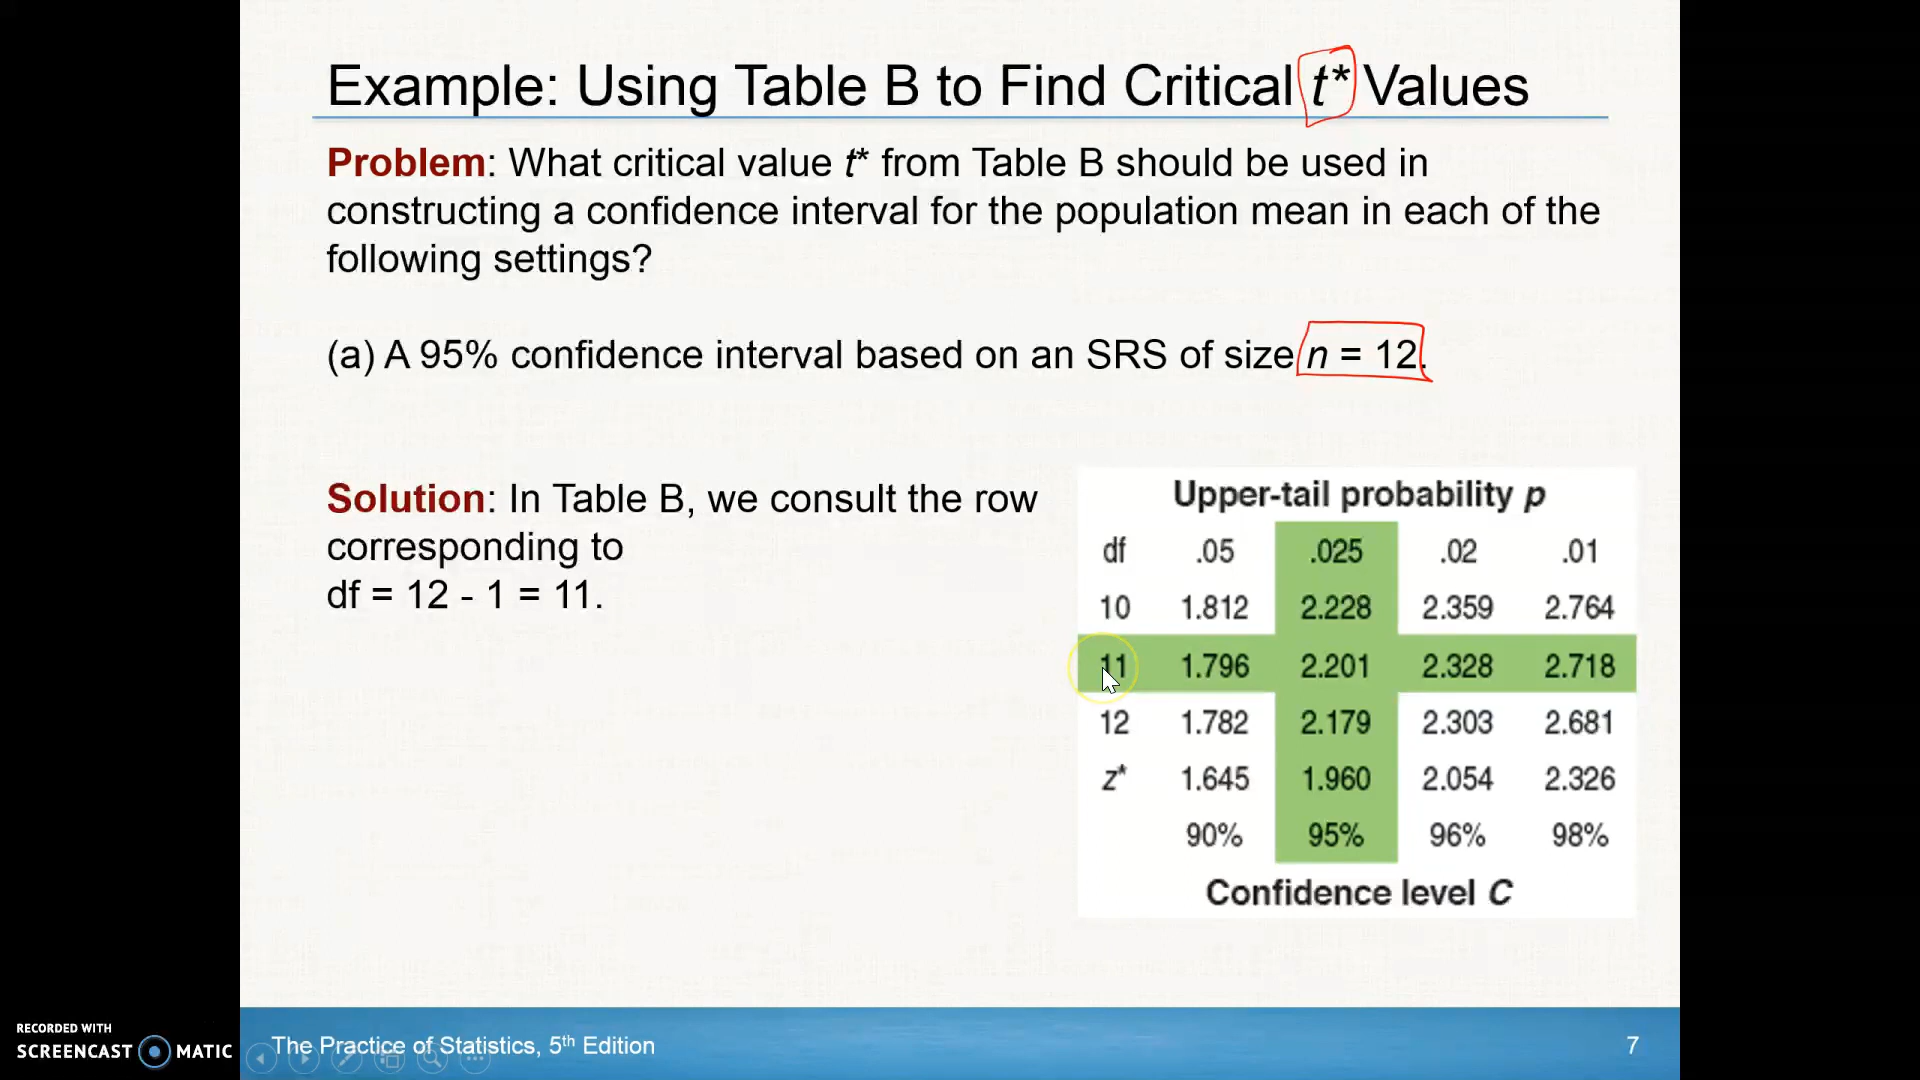 Example: Using Table B to Find Critical t* Values
Problem: What critical value t* from Table B should be used in
constructing a confidence interval for the population mean in each of the
following settings?
(a) A 95% confidence interval based on an SRS of size n = 12.
Solution: In Table B, we consult the row
corresponding to
df = 12 - 1 = 11.
Upper-tail probability p
df .05 .025 .02 .01
10 1.812 2.228 2.359 2.764
11 1.796 2.201 2.328 2.718
12 1.782 2.179 2.303 2.681
z* 1.645 1.960 2.054 2.326
90% 95% 96% 98%
Confidence level C
RECORDED WITH
SCREENCAST MATIC
The Practice of Statistics, 5th Edition
7